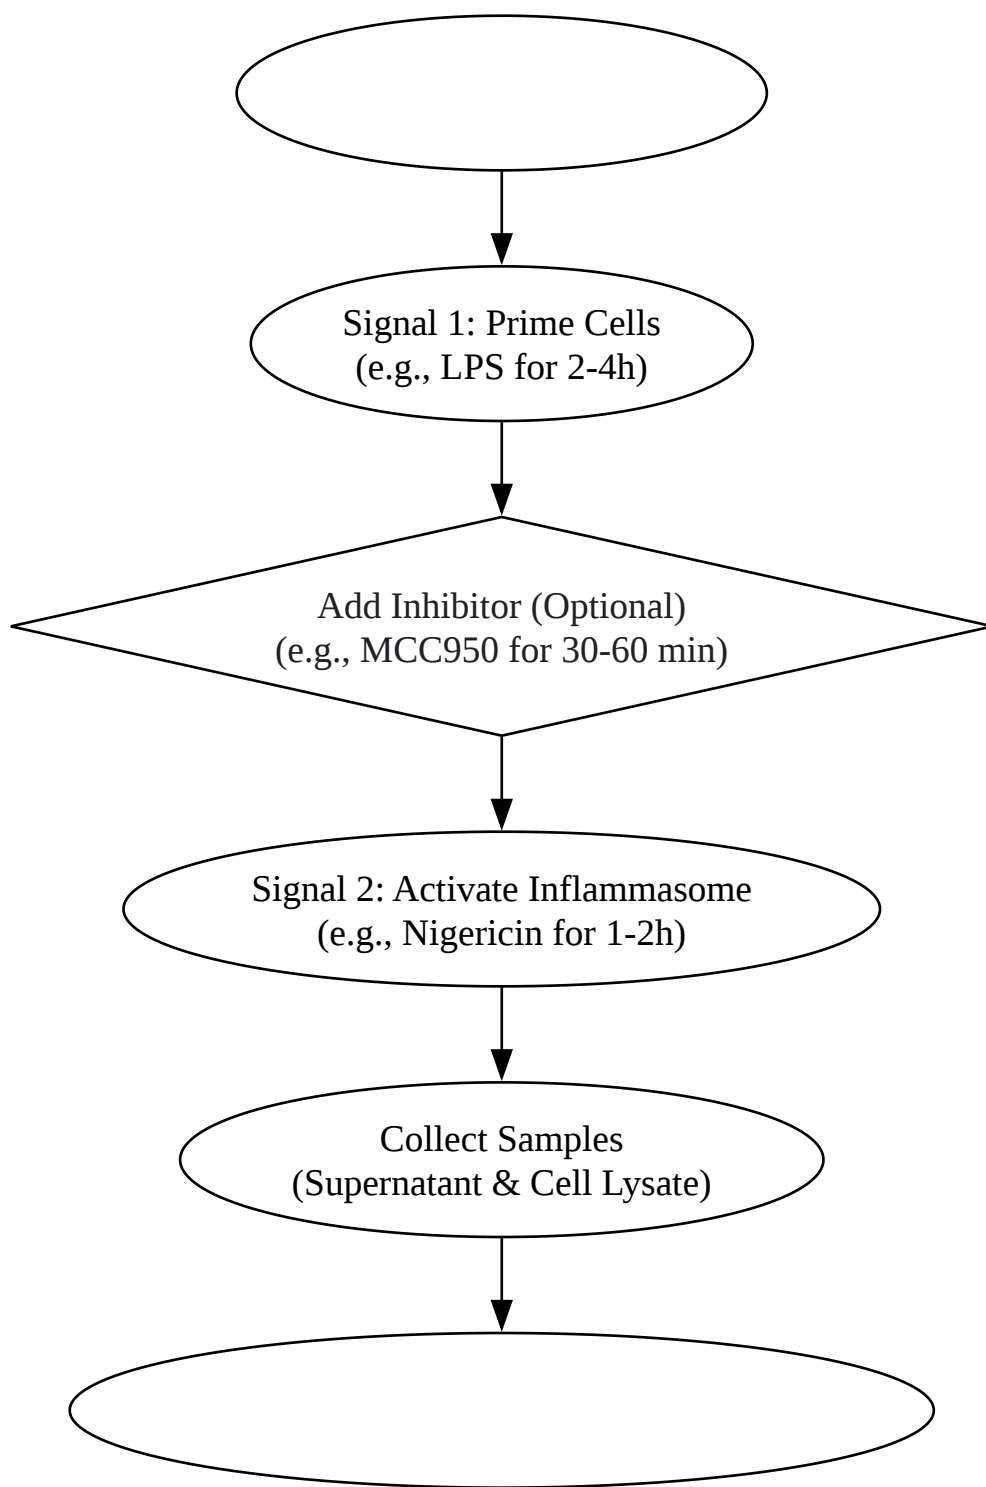 Signal 1: Prime Cells
(e.g., LPS for 2-4h)
Add Inhibitor (Optional)
(e.g., MCC950 for 30-60 min)
Signal 2: Activate Inflammasome
(e.g., Nigericin for 1-2h)
Collect Samples
(Supernatant & Cell Lysate)